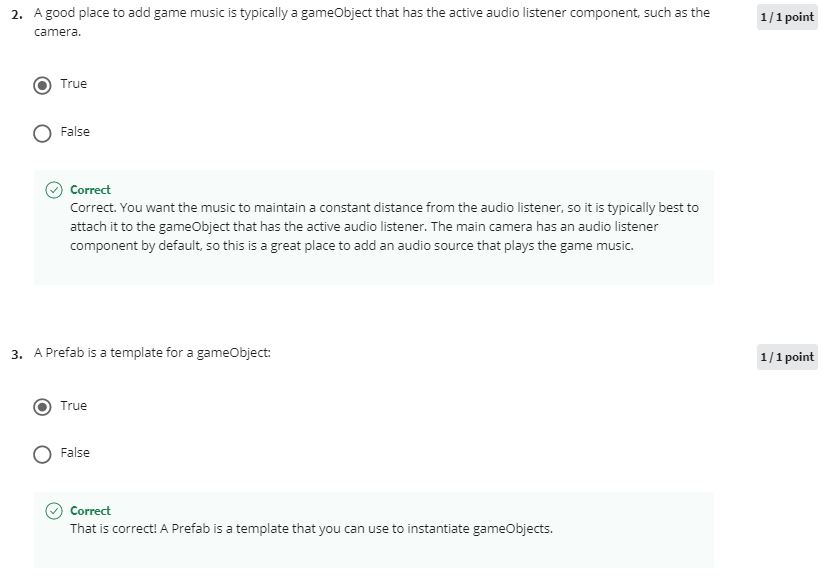 2. A good place to add game music is typically a gameObject that has the active audio listener component, such as the
camera.
1 / 1 point
True
False
Correct
Correct. You want the music to maintain a constant distance from the audio listener, so it is typically best to
attach it to the gameObject that has the active audio listener. The main camera has an audio listener
component by default, so this is a great place to add an audio source that plays the game music.
3. A Prefab is a template for a gameObject:
1 / 1 point
True
False
Correct
That is correct! A Prefab is a template that you can use to instantiate gameObjects.